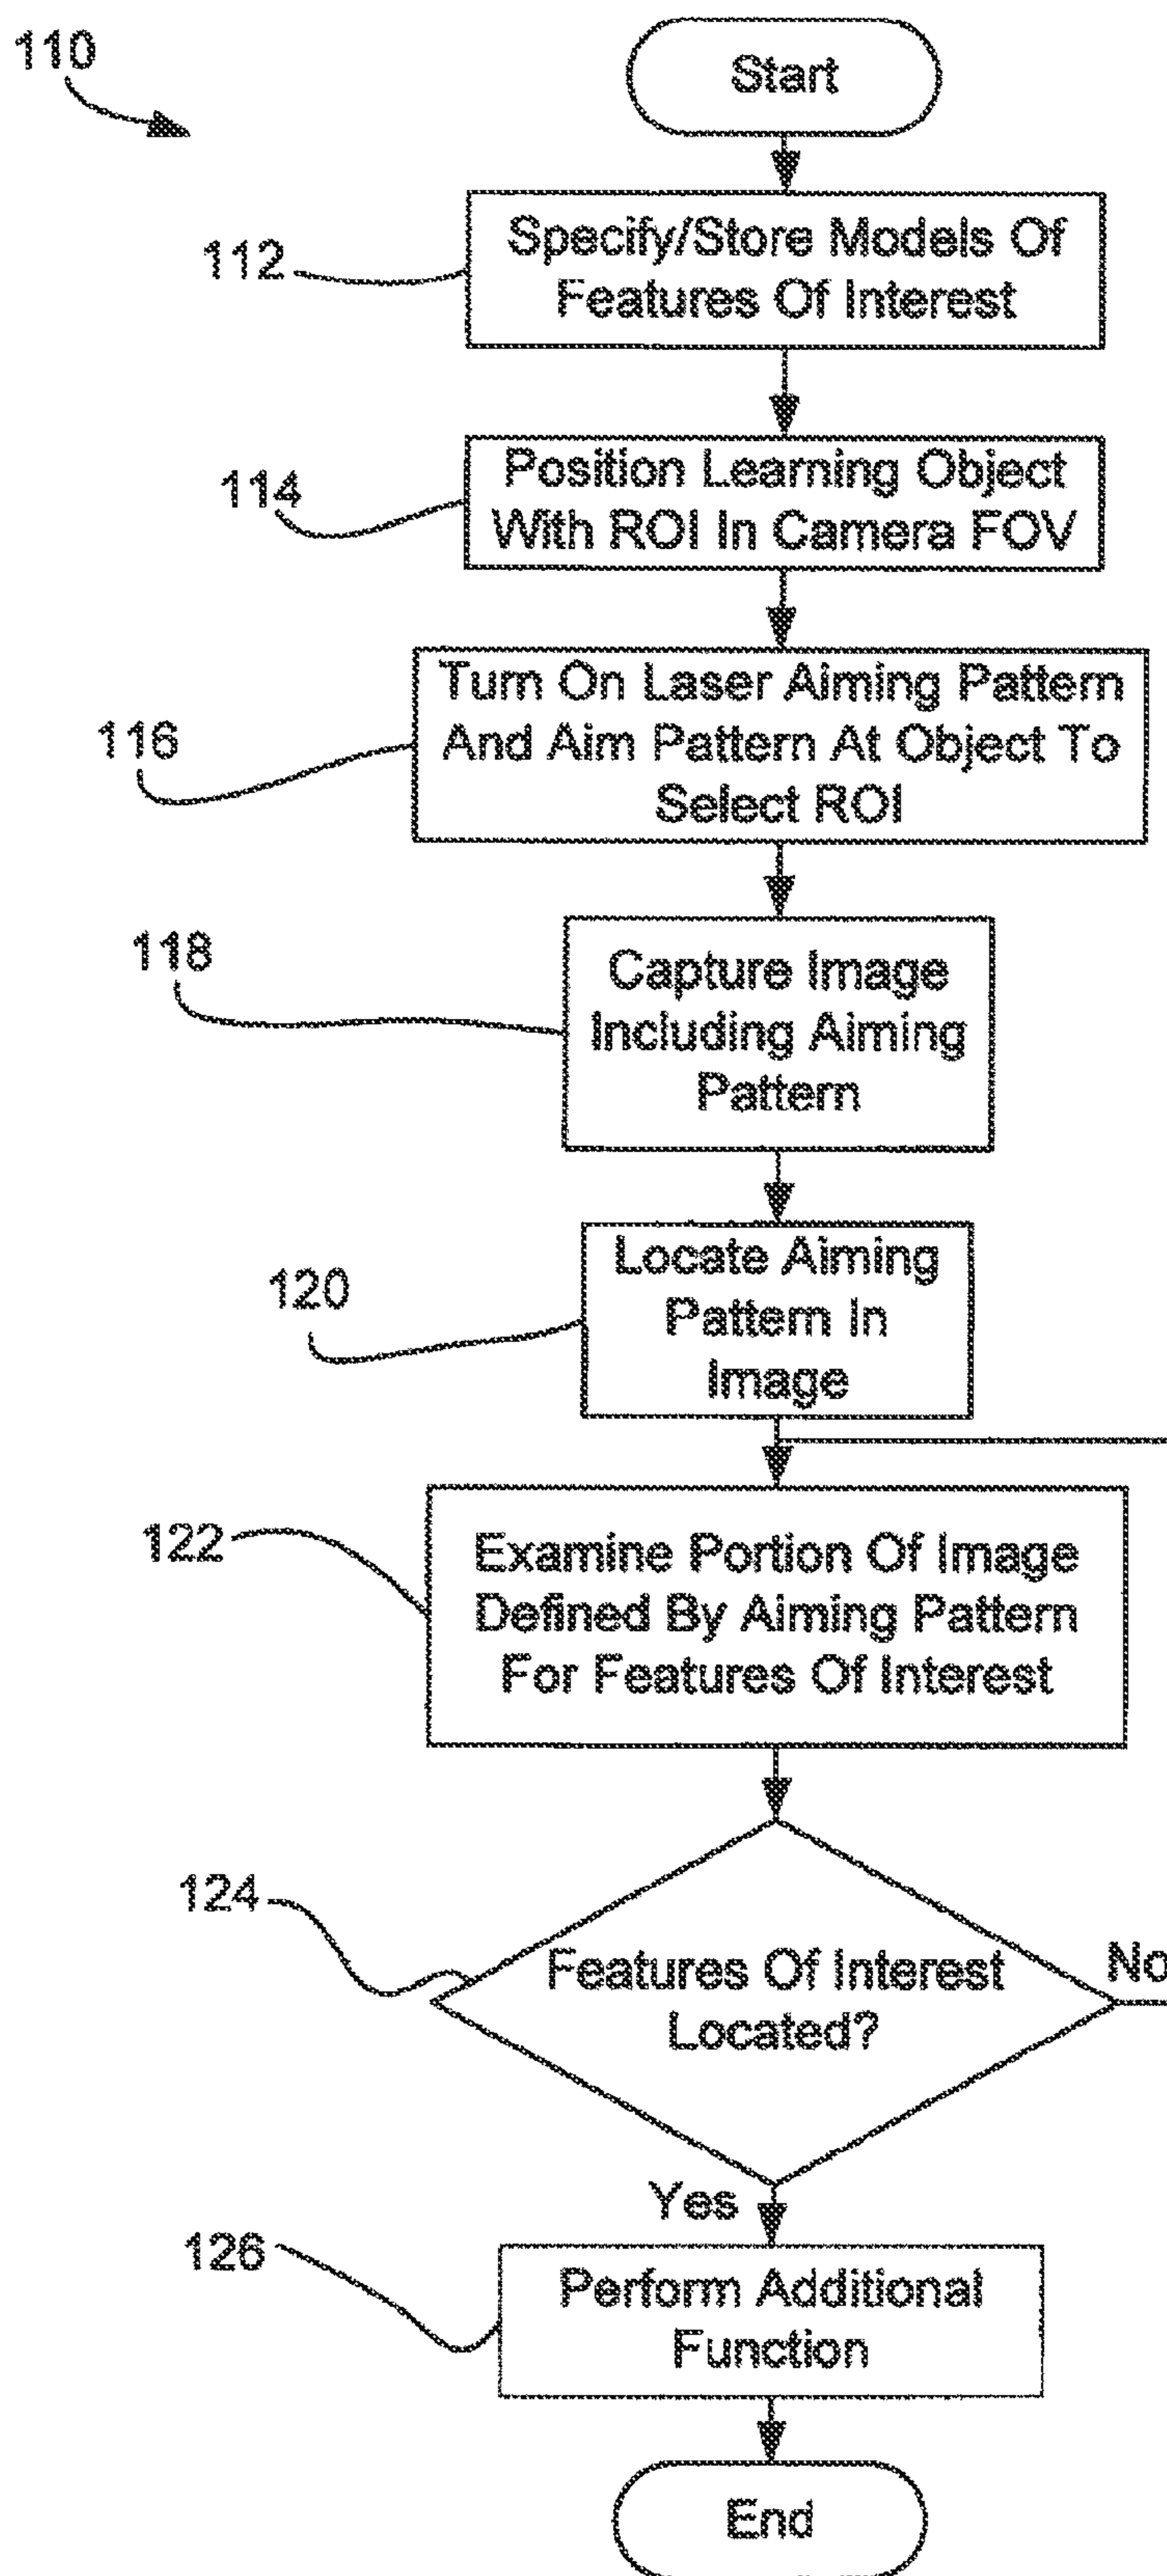 110
Start
112
Specify/Store Models Of
Features Of Interest
114
Position Learning Object
With ROI In Camera FOV
116
Turn On Laser Aiming Pattern
And Aim Pattern At Object To
Select ROI
118
Capture Image
Including Aiming
Pattern
120
Locate Aiming
Pattern In
Image
122
Examine Portion Of Image
Defined By Aiming Pattern
For Features Of Interest
124
Features Of Interest
Located?
No
Yes
126
Perform Additional
Function
End